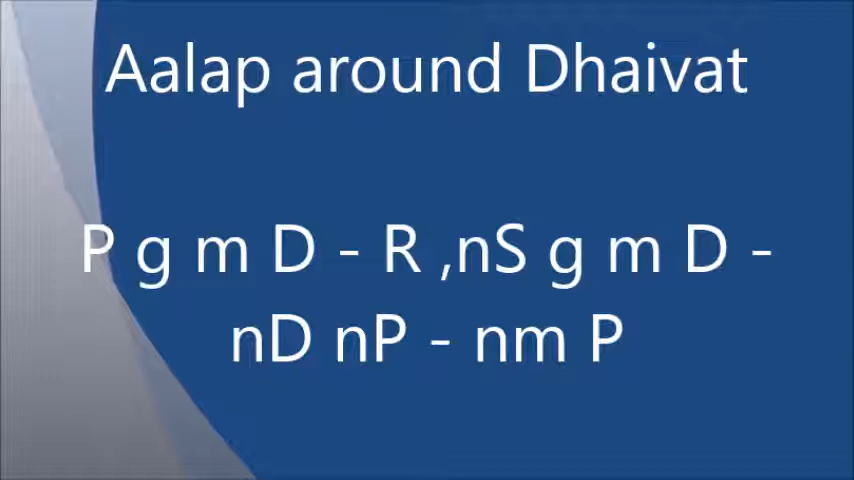 Aalap around Dhaivat
P g m D - R ,nS g m D -
nD nP - nm P